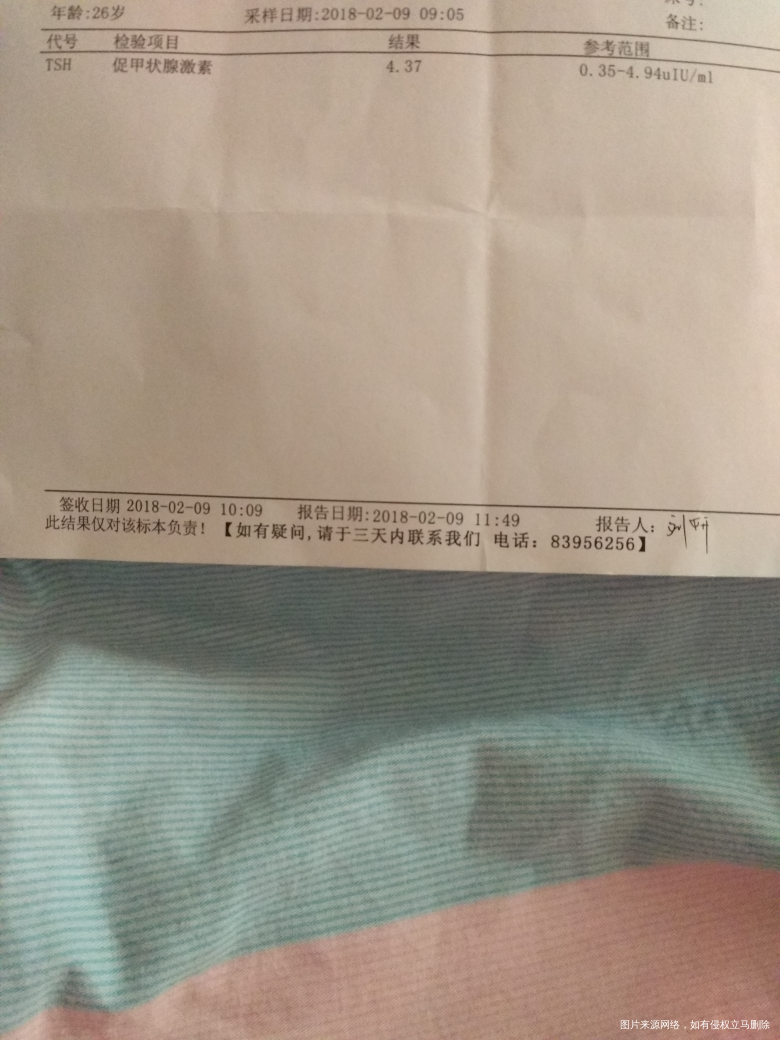 年龄:26岁 采样日期:2018-02-09 09:05
备注:
代号 检验项目 结果 参考范围
TSH 促甲状腺激素 4.37 0.35-4.94uIU/ml
签收日期 2018-02-09 10:09 报告日期:2018-02-09 11:49 报告人: 刘妍
此结果仅对该标本负责!【如有疑问,请于三天内联系我们 电话: 83956256】
图片来源网络，如有侵权立马删除